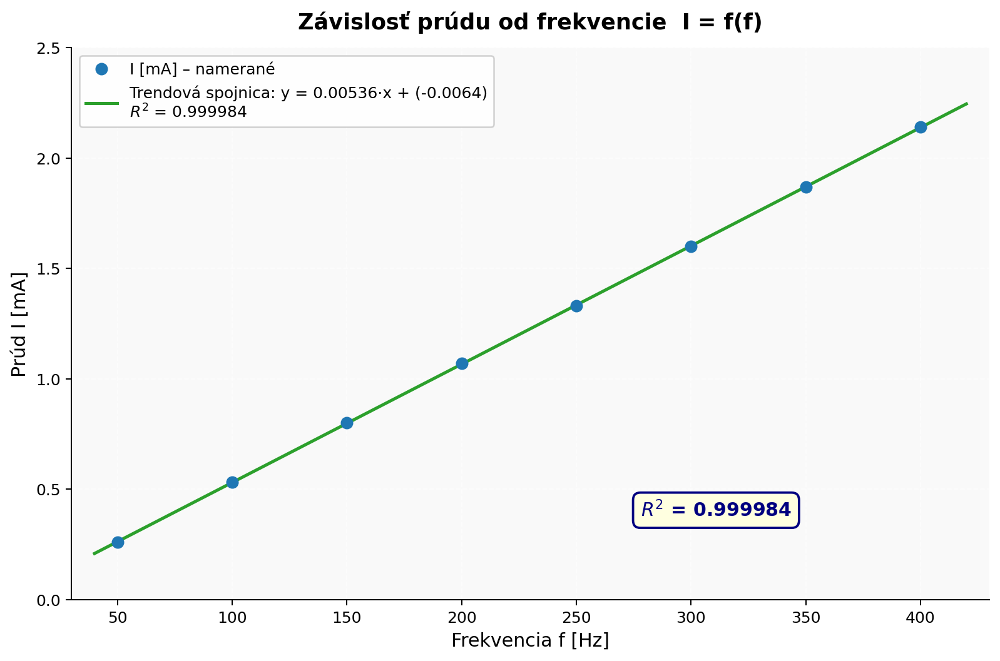 Závislosť prúdu od frekvencie  I = f(f)
I [mA] – namerané
Trendová spojnica: y = 0.00536·x + (-0.0064)
R² = 0.999984
Prúd I [mA]
2.5
2.0
1.5
1.0
0.5
0.0
R² = 0.999984
50 100 150 200 250 300 350 400
Frekvencia f [Hz]